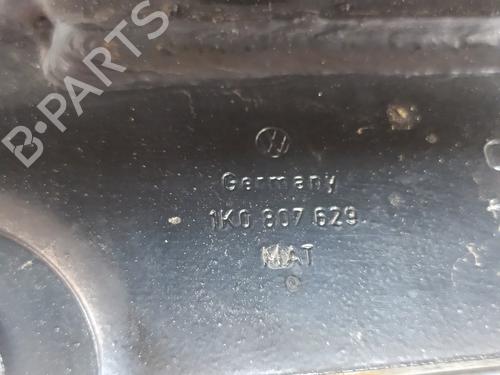 B-PARTS
Germany
1K0 807 629
MAT